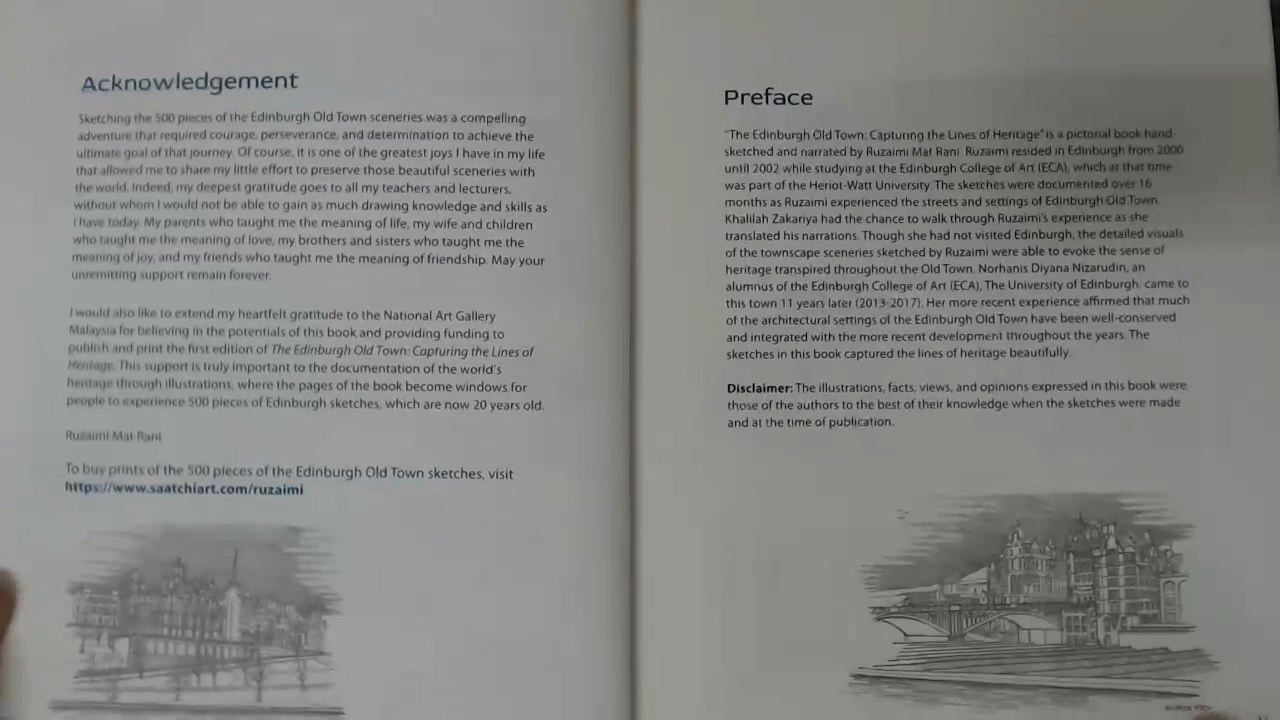 Acknowledgement
Sketching the 500 pieces of the Edinburgh Old Town sceneries was a compelling
adventure that required courage, perseverance, and determination to achieve the
ultimate goal of that journey. Of course, it is one of the greatest joys I have in my life
that allowed me to share my little effort to preserve those beautiful sceneries with
the world. Indeed, my deepest gratitude goes to all my teachers and lecturers,
without whom I would not be able to gain as much drawing knowledge and skills as
I have today. My parents who taught me the meaning of life, my wife and children
who taught me the meaning of love, my brothers and sisters who taught me the
meaning of joy, and my friends who taught me the meaning of friendship. May your
unremitting support remain forever.
I would also like to extend my heartfelt gratitude to the National Art Gallery
Malaysia for believing in the potentials of this book and providing funding to
publish and print the first edition of The Edinburgh Old Town: Capturing the Lines of
Heritage. This support is truly important to the documentation of the world's
heritage through illustrations, where the pages of the book become windows for
people to experience 500 pieces of Edinburgh sketches, which are now 20 years old.
Ruzaimi Mat Rani
To buy prints of the 500 pieces of the Edinburgh Old Town sketches, visit
https://www.saatchiart.com/ruzaimi
Preface
"The Edinburgh Old Town: Capturing the Lines of Heritage" is a pictorial book hand-
sketched and narrated by Ruzaimi Mat Rani. Ruzaimi resided in Edinburgh from 2000
until 2002 while studying at the Edinburgh College of Art (ECA), which at that time
was part of the Heriot-Watt University. The sketches were documented over 16
months as Ruzaimi experienced the streets and settings of Edinburgh Old Town.
Khalilah Zakariya had the chance to walk through Ruzaimi's experience as she
translated his narrations. Though she had not visited Edinburgh, the detailed visuals
of the townscape sceneries sketched by Ruzaimi were able to evoke the sense of
heritage transpired throughout the Old Town. Norhanis Diyana Nizarudin, an
alumnus of the Edinburgh College of Art (ECA), The University of Edinburgh, came to
this town 11 years later (2013-2017). Her more recent experience affirmed that much
of the architectural settings of the Edinburgh Old Town have been well-conserved
and integrated with the more recent development throughout the years. The
sketches in this book captured the lines of heritage beautifully.
Disclaimer: The illustrations, facts, views, and opinions expressed in this book were
those of the authors to the best of their knowledge when the sketches were made
and at the time of publication.